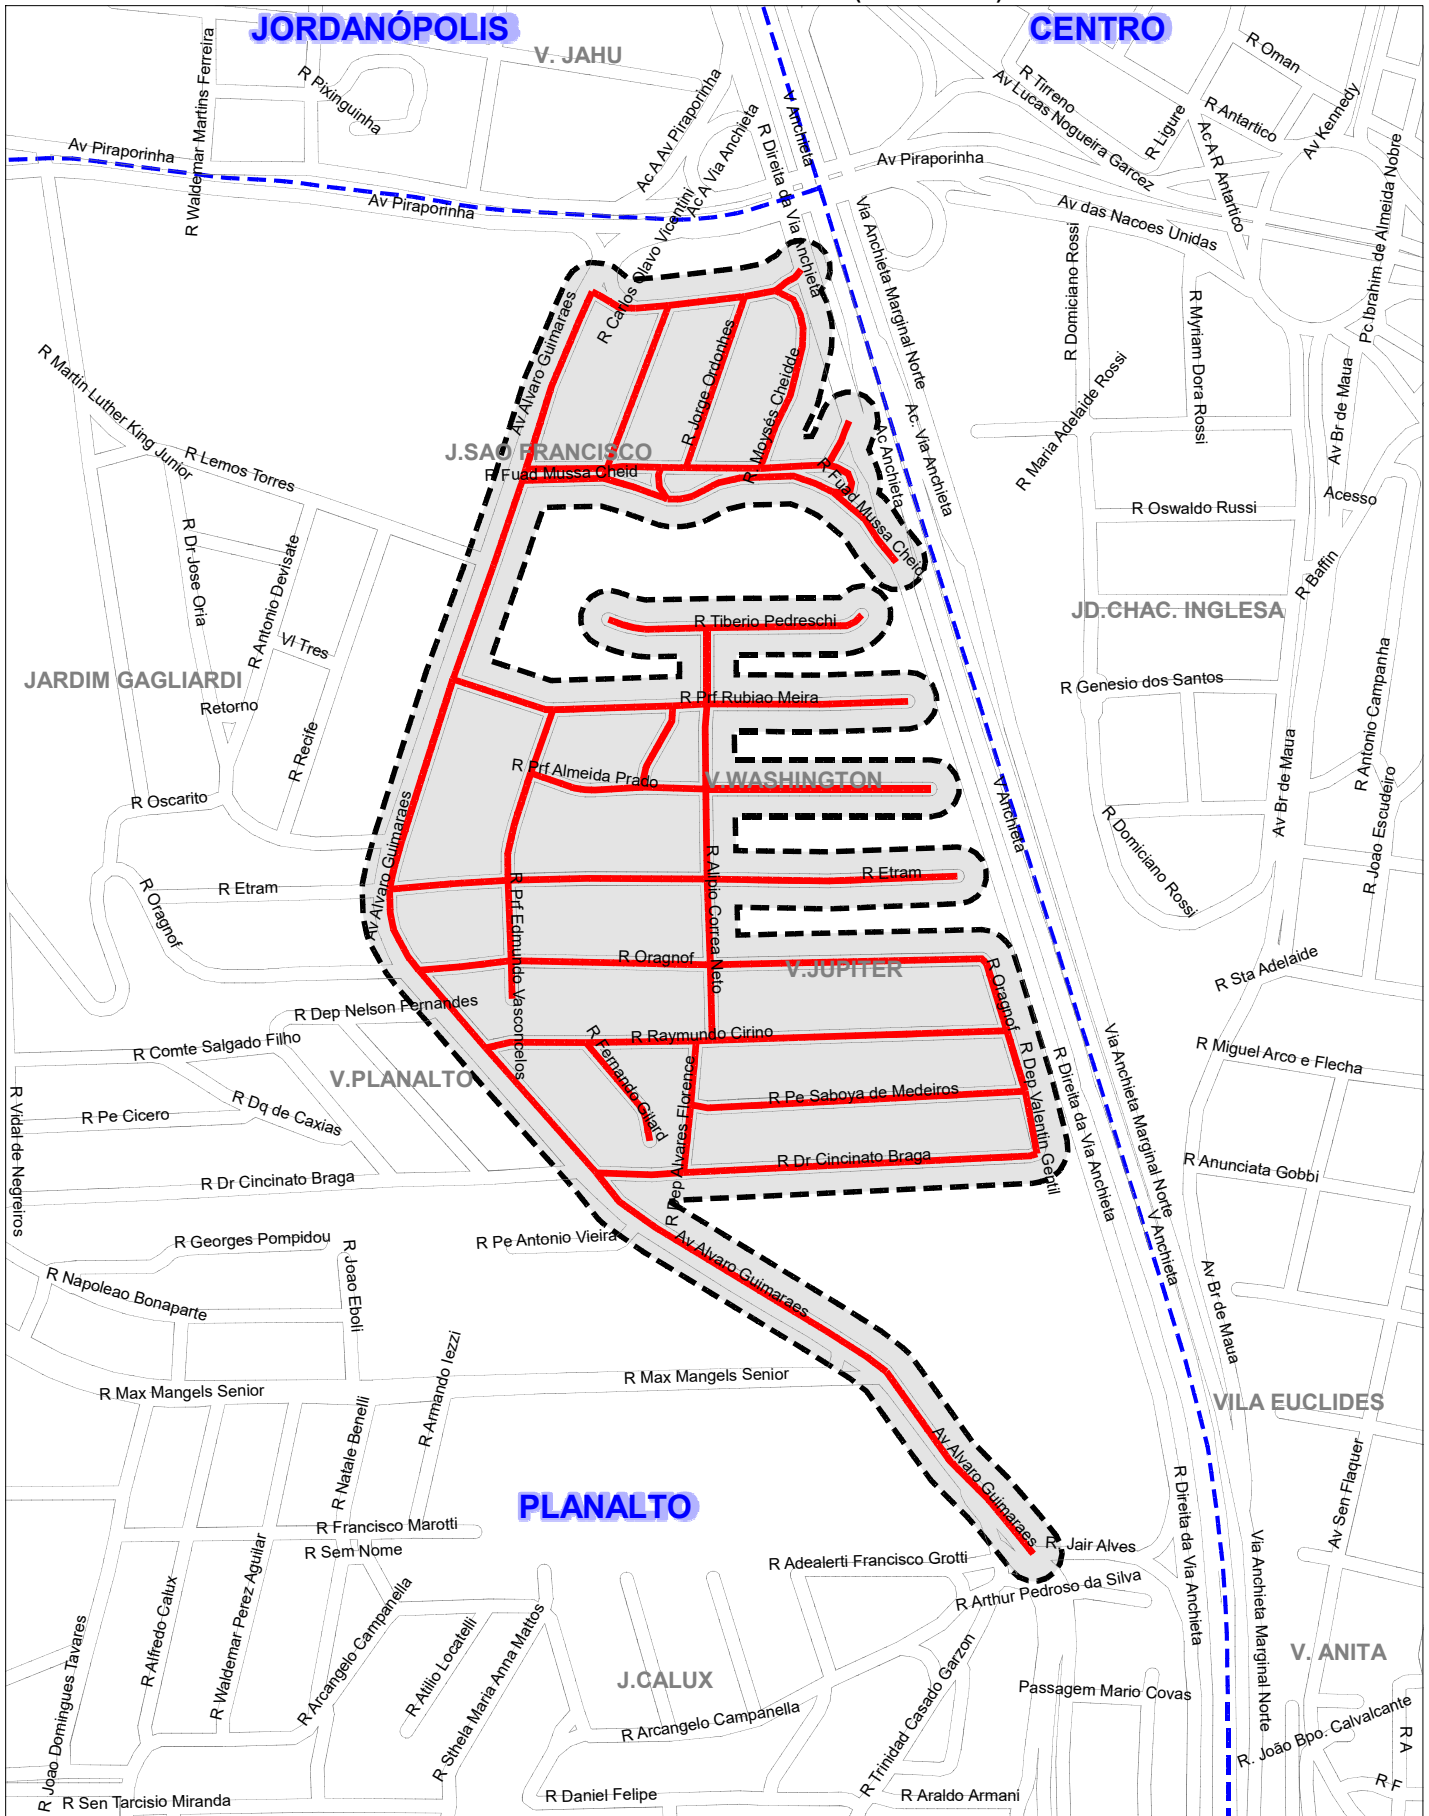 JORDANÓPOLIS
CENTRO
V. JAHU
R Oman
R Pixinguinha
R Tirreno
Av Lucas Nogueira Garcez
R Waldemar Martins Ferreira
Ac A Av Piraporinha
Ac A Via Anchieta
R Direita da Via Anchieta
V Anchieta
R Ligure
R Antartico
Ac A R Antartico
Av Kennedy
Av Piraporinha
Av Piraporinha
Av Piraporinha
Pc Ibrahim de Almeida Nobre
Av das Nacoes Unidas
R Carlos Olavo Vicentini
Via Anchieta Marginal Norte
R Domiciano Rossi
R Myriam Dora Rossi
Av Alvaro Guimaraes
R Jorge Ordonhes
R. Moysés Cheidde
R Martin Luther King Junior
R Maria Adelaide Rossi
Av Br de Maua
J.SAO FRANCISCO
R Fuad Mussa Cheid
R Fuad Mussa Cheid
Ac Anchieta
Ac. Via Anchieta
R Lemos Torres
Acesso
R Oswaldo Russi
R Dr Jose Oria
R Antonio Devisate
R Baffin
JD.CHAC. INGLESA
R Tiberio Pedreschi
Vl Tres
JARDIM GAGLIARDI
R Genesio dos Santos
R Antonio Campanha
R Prf Rubiao Meira
Retorno
R Recife
R Prf Almeida Prado
V.WASHINGTON
R Oscarito
V Anchieta
Av Br de Maua
R Joao Escudeiro
R Domiciano Rossi
Av Alvaro Guimaraes
Av Alvaro Guimaraes
R Etram
R Etram
R Oragnof
R Alipio Correa Neto
R Prf Edmundo Vasconcelos
R Oragnof
V.JUPITER
R Oragnof
R Sta Adelaide
R Dep Nelson Fernandes
R Comte Salgado Filho
R Raymundo Cirino
R Miguel Arco e Flecha
V.PLANALTO
R Fernando Gilard
R Dep Alvares Florence
R Pe Saboya de Medeiros
R Dep Valentin Gentil
R Direita da Via Anchieta
Via Anchieta Marginal Norte
R Vidal de Negreiros
R Pe Cicero
R Dq de Caxias
R Dr Cincinato Braga
R Dr Cincinato Braga
R Anunciata Gobbi
V Anchieta
R Georges Pompidou
R Pe Antonio Vieira
Av Alvaro Guimaraes
R Napoleao Bonaparte
R Joao Eboli
Av Br de Maua
R Max Mangels Senior
R Max Mangels Senior
R Armando Iezzi
R Natale Benelli
VILA EUCLIDES
Av Alvaro Guimaraes
Av Sen Flaquer
PLANALTO
R Direita da Via Anchieta
R Francisco Marotti
R Sem Nome
R. Jair Alves
R Adealerti Francisco Grotti
R Arthur Pedroso da Silva
Via Anchieta Marginal Norte
R Waldemar Perez Aguilar
R Alfredo Calux
R Joao Domingues Tavares
R Arcangelo Campanella
R Atilio Locatelli
R Sthela Maria Anna Mattos
J.CALUX
R Arcangelo Campanella
R Trinidad Casado Garzon
Passagem Mario Covas
V. ANITA
R. João Bpo. Calvalcante
R A
R F
R Daniel Felipe
R Araldo Armani
R Sen Tarcisio Miranda